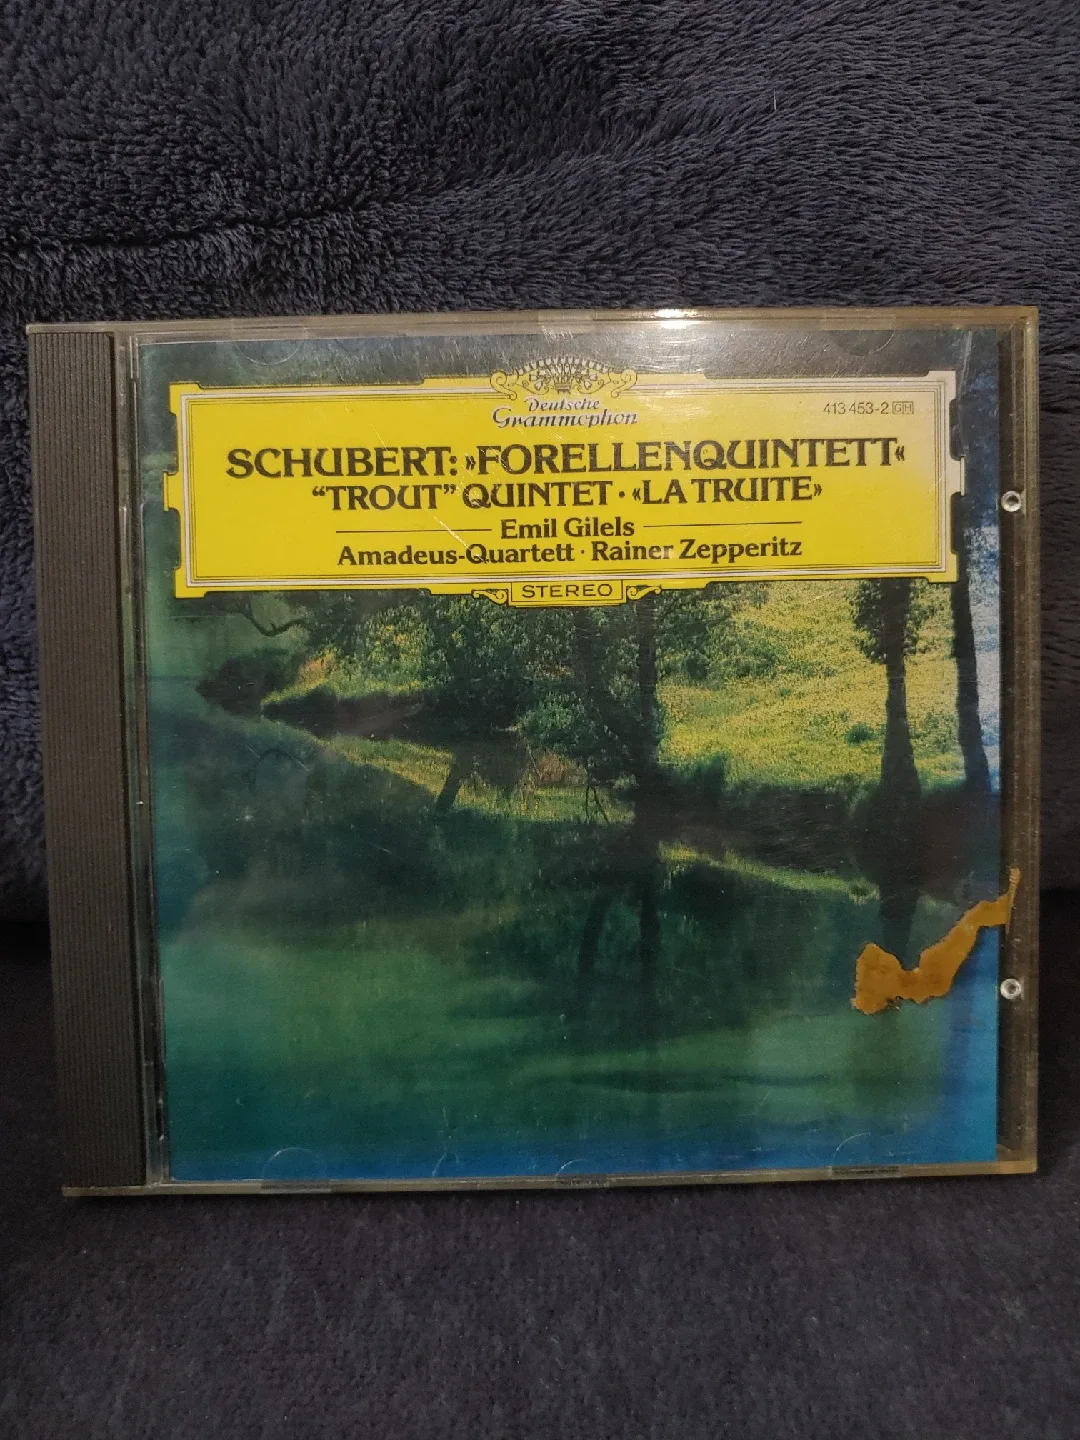 Deutsche
Grammophon
413 453-2 GH
SCHUBERT: »FORELLENQUINTETT«
“TROUT” QUINTET · «LA TRUITE»
Emil Gilels
Amadeus-Quartett · Rainer Zepperitz
STEREO